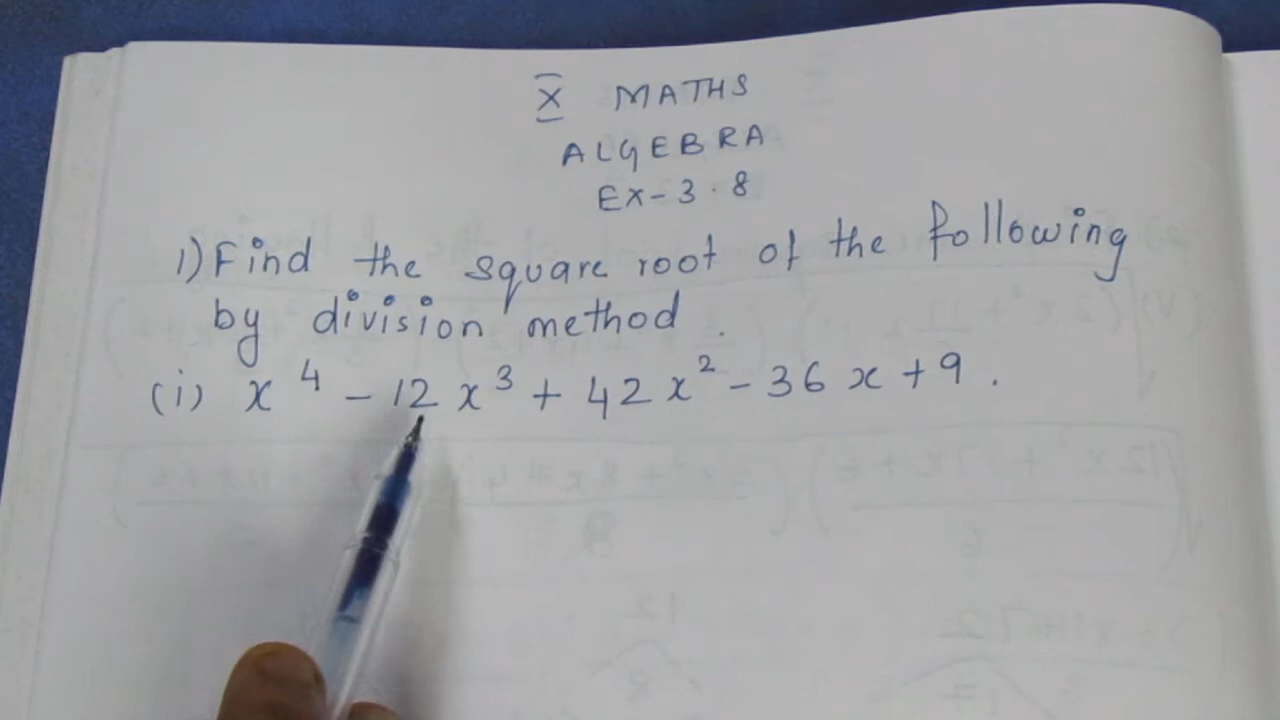 X MATHS
ALGEBRA
EX-3.8
1) Find the square root of the following
by division method.
(i) x⁴ - 12x³ + 42x² - 36x + 9.